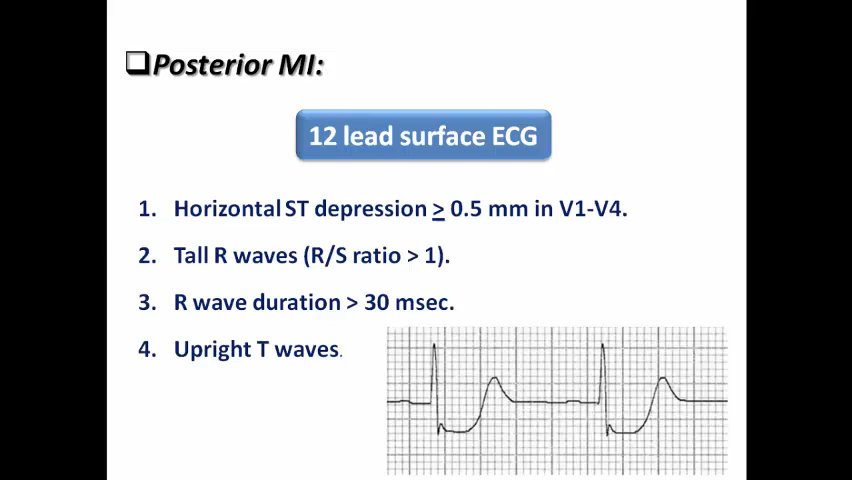 Posterior MI:
12 lead surface ECG
1. Horizontal ST depression ≥ 0.5 mm in V1-V4.
2. Tall R waves (R/S ratio > 1).
3. R wave duration > 30 msec.
4. Upright T waves.